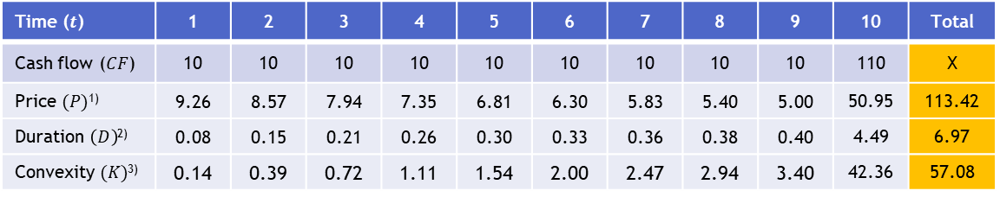 Time (t) 1 2 3 4 5 6 7 8 9 10 Total
Cash flow (CF) 10 10 10 10 10 10 10 10 10 110 X
Price (P)1) 9.26 8.57 7.94 7.35 6.81 6.30 5.83 5.40 5.00 50.95 113.42
Duration (D)2) 0.08 0.15 0.21 0.26 0.30 0.33 0.36 0.38 0.40 4.49 6.97
Convexity (K)3) 0.14 0.39 0.72 1.11 1.54 2.00 2.47 2.94 3.40 42.36 57.08